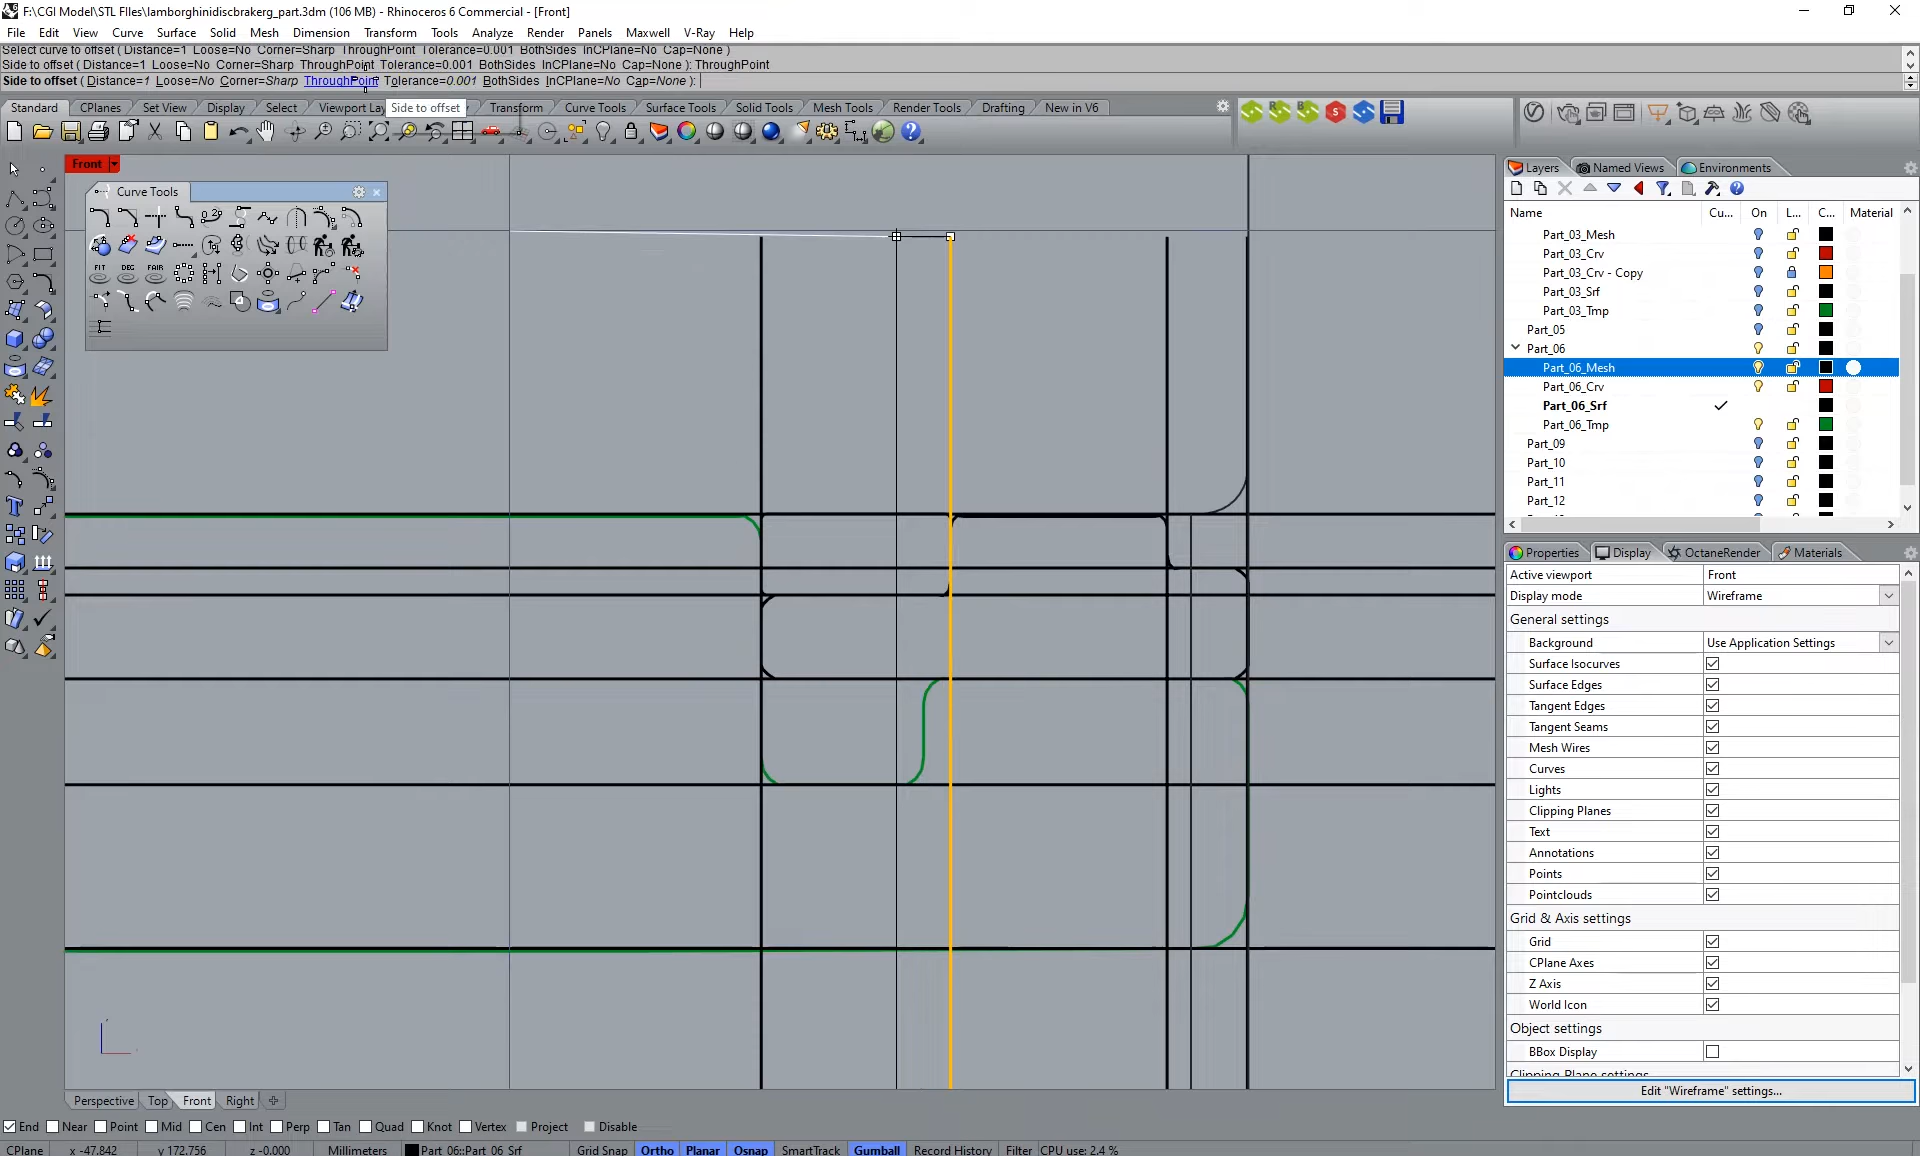 F:\CGI Model\STL FIles\lamborghinidiscbrakerg_part.3dm (106 MB) - Rhinoceros 6 Commercial - [Front]
File Edit View Curve Surface Solid Mesh Dimension Transform Tools Analyze Render Panels Maxwell V-Ray Help
Select curve to offset ( Distance=1 Loose=No Corner=Sharp ThroughPoint Tolerance=0.001 BothSides InCPlane=No Cap=None )
Side to offset ( Distance=1 Loose=No Corner=Sharp ThroughPoint Tolerance=0.001 BothSides InCPlane=No Cap=None ): ThroughPoint
Side to offset ( Distance=1 Loose=No Corner=Sharp ThroughPoint Tolerance=0.001 BothSides InCPlane=No Cap=None ):
Standard CPlanes Set View Display Select Viewport Lay Side to offset Transform Curve Tools Surface Tools Solid Tools Mesh Tools Render Tools Drafting New in V6
Front
Curve Tools
FIT DEG FAIR
Layers Named Views Environments
Name Cu... On L... C... Material
Part_03_Mesh
Part_03_Crv
Part_03_Crv - Copy
Part_03_Srf
Part_03_Tmp
Part_05
Part_06
Part_06_Mesh
Part_06_Crv
Part_06_Srf
Part_06_Tmp
Part_09
Part_10
Part_11
Part_12
Properties Display OctaneRender Materials
Active viewport Front
Display mode Wireframe
General settings
Background Use Application Settings
Surface Isocurves
Surface Edges
Tangent Edges
Tangent Seams
Mesh Wires
Curves
Lights
Clipping Planes
Text
Annotations
Points
Pointclouds
Grid & Axis settings
Grid
CPlane Axes
Z Axis
World Icon
Object settings
BBox Display
Clipping Plane settings
Edit "Wireframe" settings...
Perspective Top Front Right
End Near Point Mid Cen Int Perp Tan Quad Knot Vertex Project Disable
CPlane x -47.842 y 172.756 z -0.000 Millimeters Part_06::Part_06_Srf Grid Snap Ortho Planar Osnap SmartTrack Gumball Record History Filter CPU use: 2.4 %